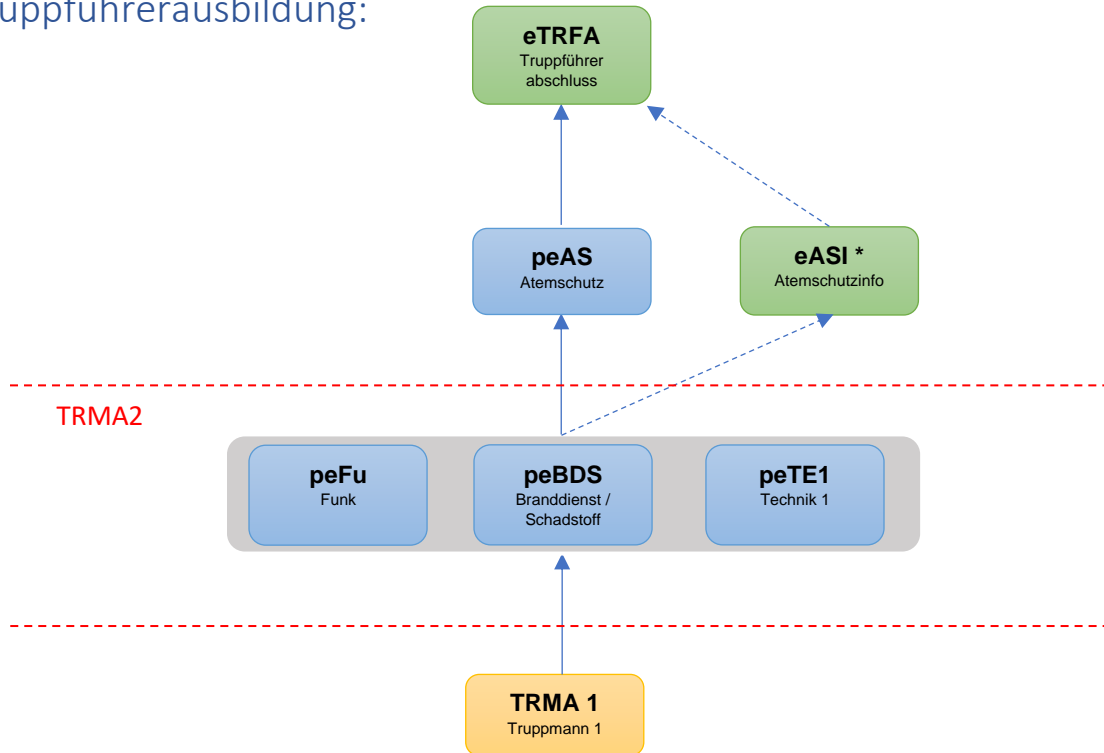 uppführerausbildung:
eTRFA
Truppführer
abschluss
peAS
Atemschutz
eASI *
Atemschutzinfo
TRMA2
peFu
Funk
peBDS
Branddienst /
Schadstoff
peTE1
Technik 1
TRMA 1
Truppmann 1